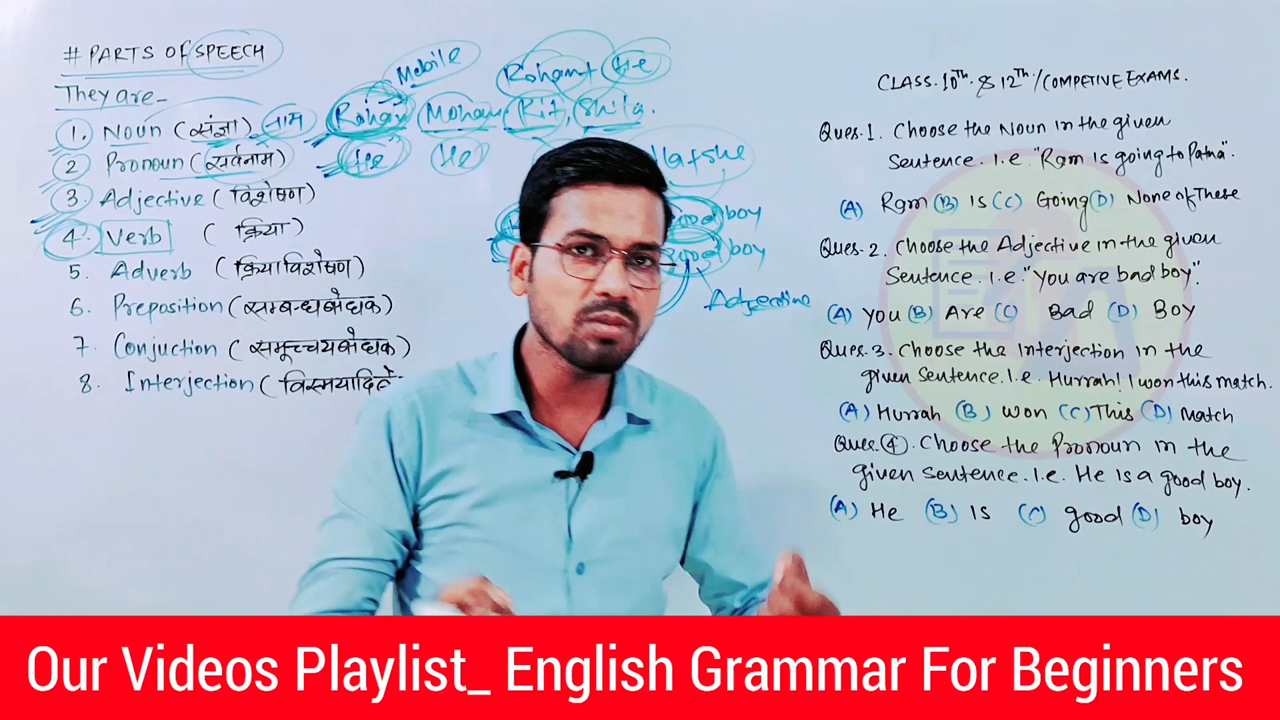 # PARTS OF SPEECH
They are-
1. Noun (संज्ञा) नाम Rohan Mohan, Rit, Shila.
Mobile
Rohant He
2 Pronoun (सर्वनाम) He He
3. Adjective (विशेषण)
4. Verb (क्रिया)
5. Adverb (क्रियाविशेषण)
6. Preposition (सम्बन्धबोधक)
7. Conjuction (समूच्चयबोधक)
8. Interjection (विस्मयादि
she
good boy
good boy
Adjective
CLASS. 10Th. & 12Th / COMPETIVE EXAMS.
Ques. 1. Choose the Noun in the given
Sentence. I.e "Ram is going to Patna".
(A) Ram (B) Is (C) Going (D) None of These
Ques. 2. Choose the Adjective in the given
Sentence. I.e "You are bad boy".
(A) You (B) Are (C) Bad (D) Boy
Ques. 3. Choose the Interjection in the
given Sentence. I.e. Hurrah! I won this match.
(A) Hurrah (B) won (C) This (D) Match
Ques. 4. Choose the Pronoun in the
given sentence. I.e. He is a good boy.
(A) He (B) Is (C) good (D) boy
Our Videos Playlist_ English Grammar For Beginners